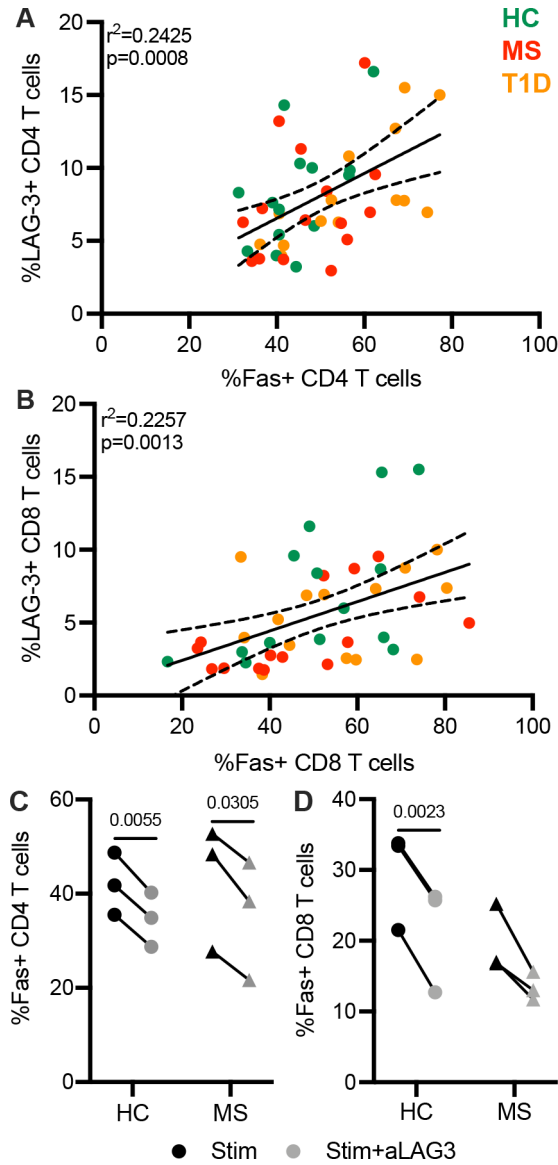 A
r2=0.2425
p=0.0008
HC
MS
T1D
%LAG-3+ CD4 T cells
20
15
10
5
0
0 20 40 60 80 100
%Fas+ CD4 T cells
B
r2=0.2257
p=0.0013
%LAG-3+ CD8 T cells
20
15
10
5
0
0 20 40 60 80 100
%Fas+ CD8 T cells
C
%Fas+ CD4 T cells
60
40
20
0
0.0055
0.0305
HC MS
D
%Fas+ CD8 T cells
40
30
20
10
0
0.0023
HC MS
Stim Stim+aLAG3